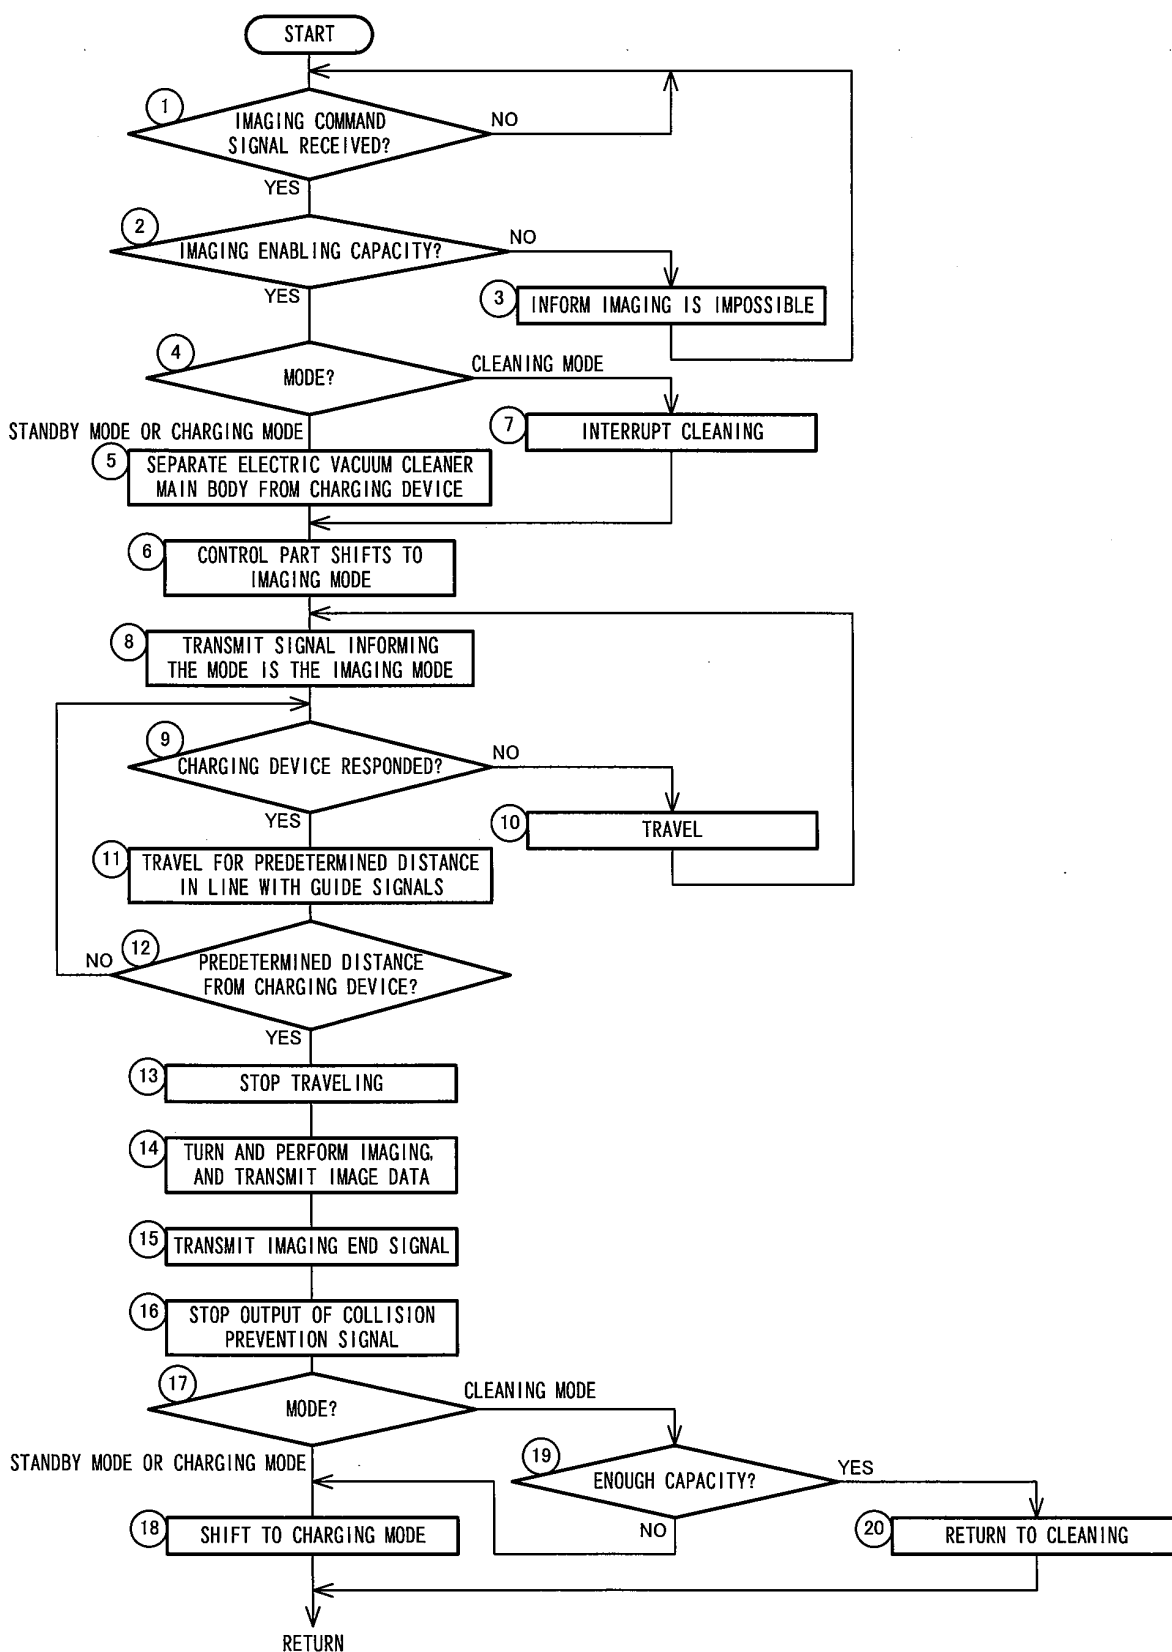 START
1
IMAGING COMMAND
SIGNAL RECEIVED?
NO
YES
2
IMAGING ENABLING CAPACITY?
NO
YES
3
INFORM IMAGING IS IMPOSSIBLE
4
MODE?
CLEANING MODE
STANDBY MODE OR CHARGING MODE
7
INTERRUPT CLEANING
5
SEPARATE ELECTRIC VACUUM CLEANER
MAIN BODY FROM CHARGING DEVICE
6
CONTROL PART SHIFTS TO
IMAGING MODE
8
TRANSMIT SIGNAL INFORMING
THE MODE IS THE IMAGING MODE
9
CHARGING DEVICE RESPONDED?
NO
YES
10
TRAVEL
11
TRAVEL FOR PREDETERMINED DISTANCE
IN LINE WITH GUIDE SIGNALS
12
NO
PREDETERMINED DISTANCE
FROM CHARGING DEVICE?
YES
13
STOP TRAVELING
14
TURN AND PERFORM IMAGING,
AND TRANSMIT IMAGE DATA
15
TRANSMIT IMAGING END SIGNAL
16
STOP OUTPUT OF COLLISION
PREVENTION SIGNAL
17
MODE?
CLEANING MODE
STANDBY MODE OR CHARGING MODE
19
ENOUGH CAPACITY?
YES
NO
18
SHIFT TO CHARGING MODE
20
RETURN TO CLEANING
RETURN